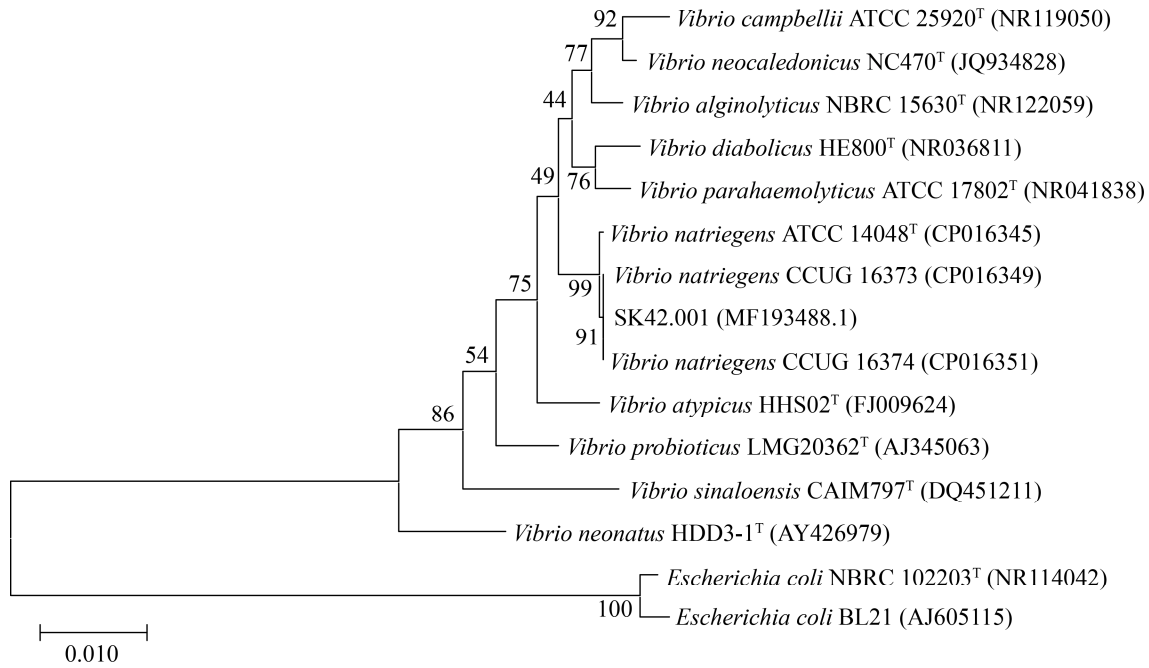 92 Vibrio campbellii ATCC 25920ᵀ (NR119050)
77 Vibrio neocaledonicus NC470ᵀ (JQ934828)
44 Vibrio alginolyticus NBRC 15630ᵀ (NR122059)
Vibrio diabolicus HE800ᵀ (NR036811)
49 76 Vibrio parahaemolyticus ATCC 17802ᵀ (NR041838)
Vibrio natriegens ATCC 14048ᵀ (CP016345)
75 99 Vibrio natriegens CCUG 16373 (CP016349)
SK42.001 (MF193488.1)
91
54 Vibrio natriegens CCUG 16374 (CP016351)
86 Vibrio atypicus HHS02ᵀ (FJ009624)
Vibrio probioticus LMG20362ᵀ (AJ345063)
Vibrio sinaloensis CAIM797ᵀ (DQ451211)
Vibrio neonatus HDD3-1ᵀ (AY426979)
Escherichia coli NBRC 102203ᵀ (NR114042)
100 Escherichia coli BL21 (AJ605115)
0.010